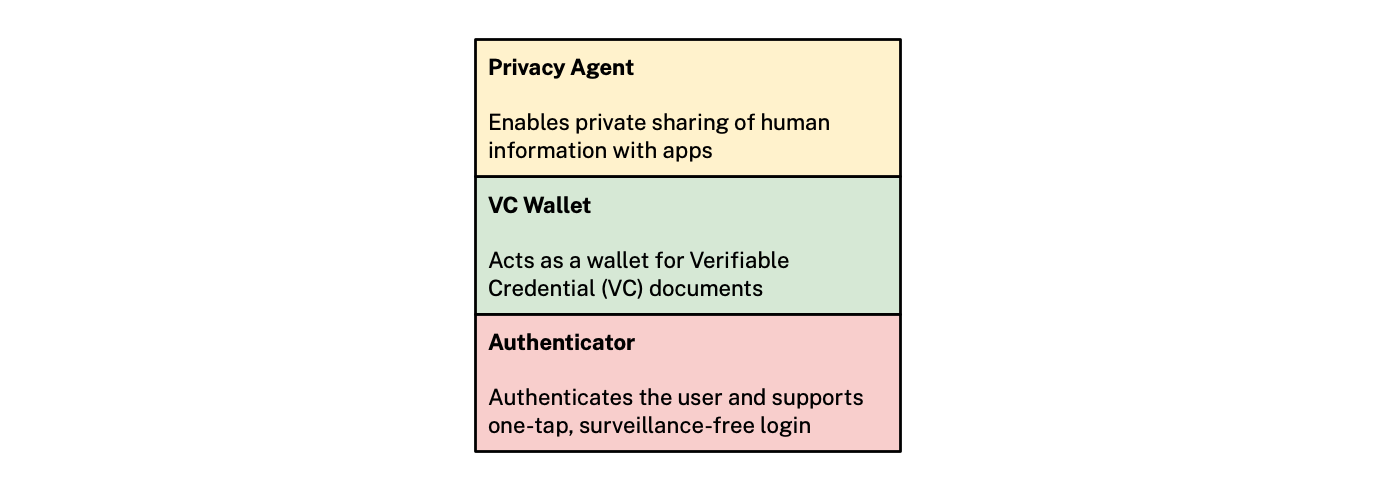 Privacy Agent
Enables private sharing of human
information with apps
VC Wallet
Acts as a wallet for Verifiable
Credential (VC) documents
Authenticator
Authenticates the user and supports
one-tap, surveillance-free login